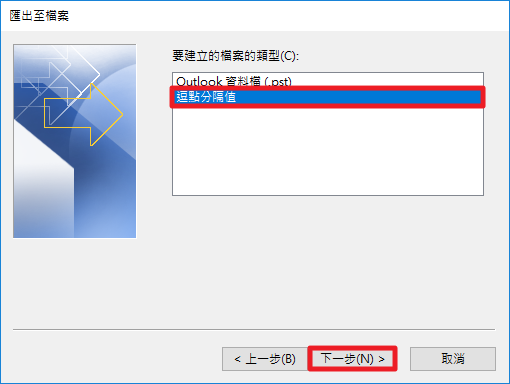 匯出至檔案
要建立的檔案的類型(C):
Outlook 資料檔 (.pst)
逗點分隔值
< 上一步(B)
下一步(N) >
取消